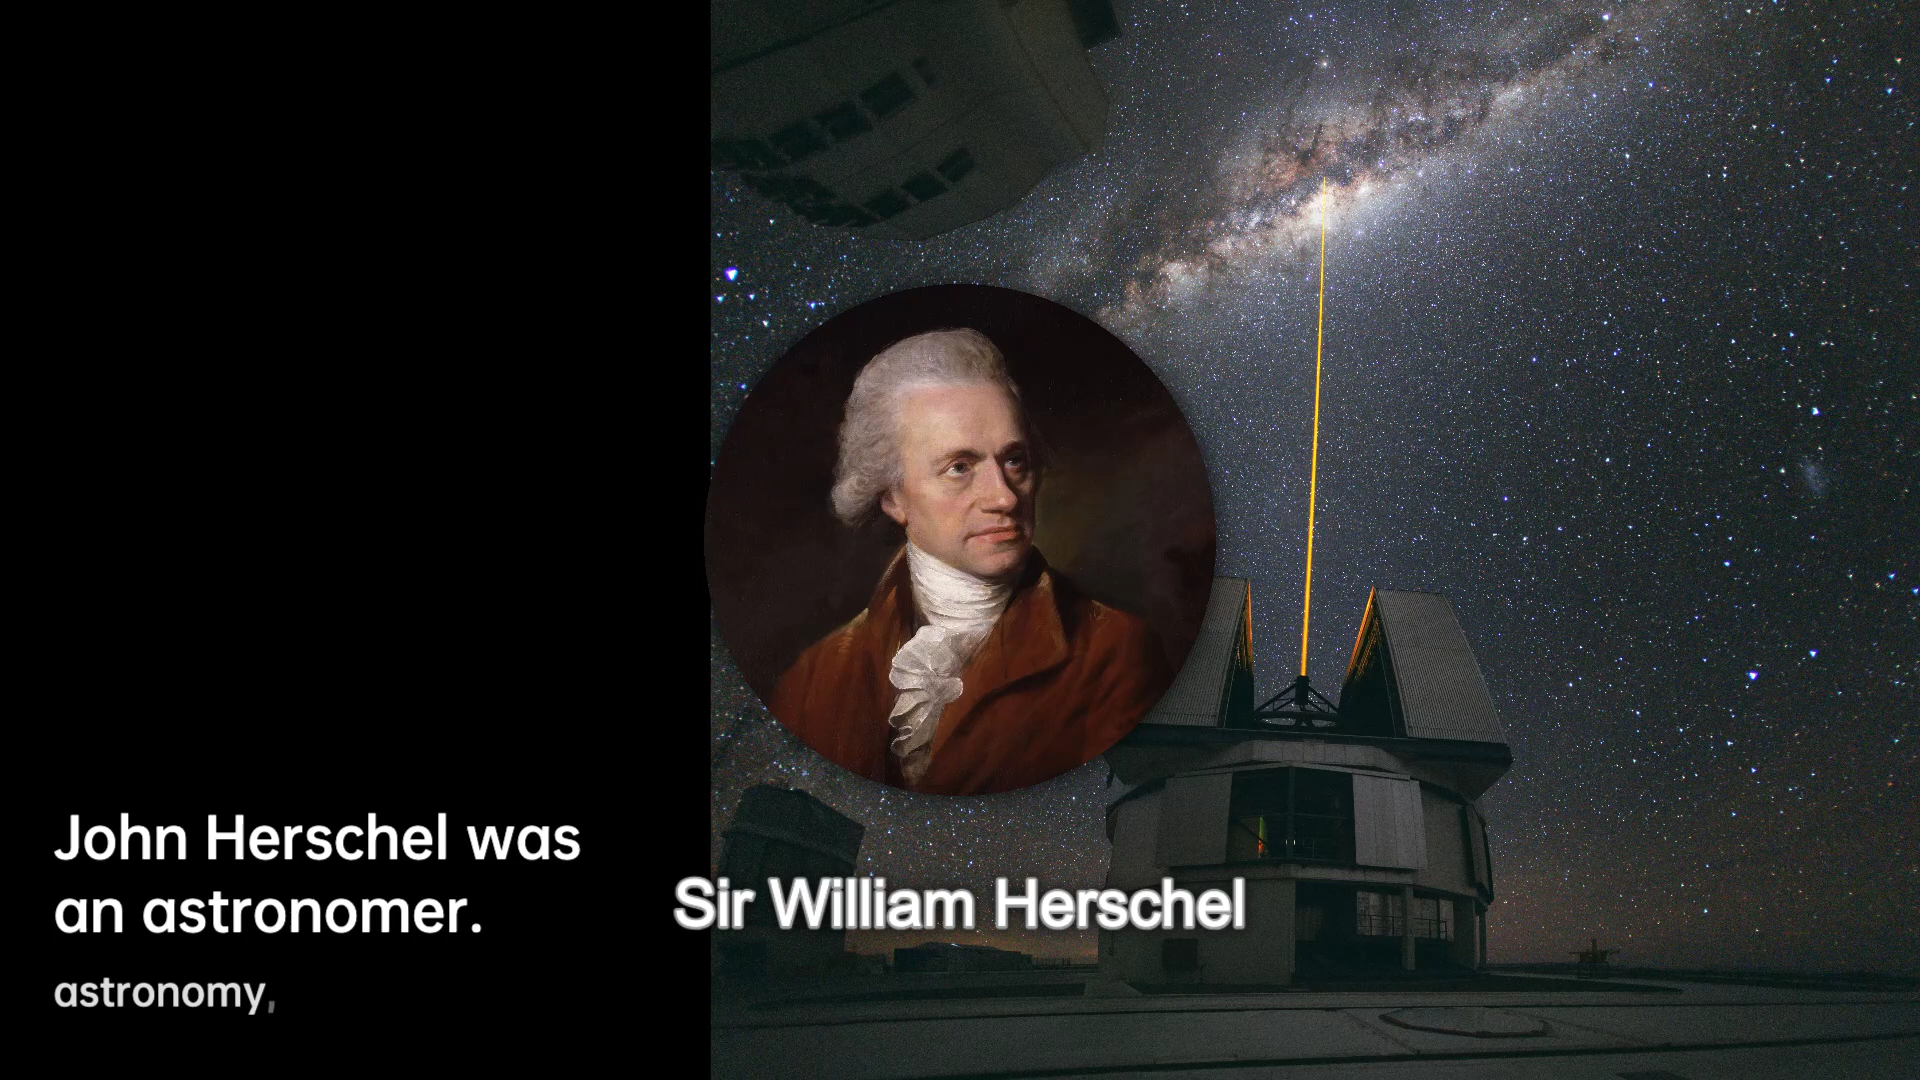 John Herschel was
an astronomer.
astronomy,
Sir William Herschel